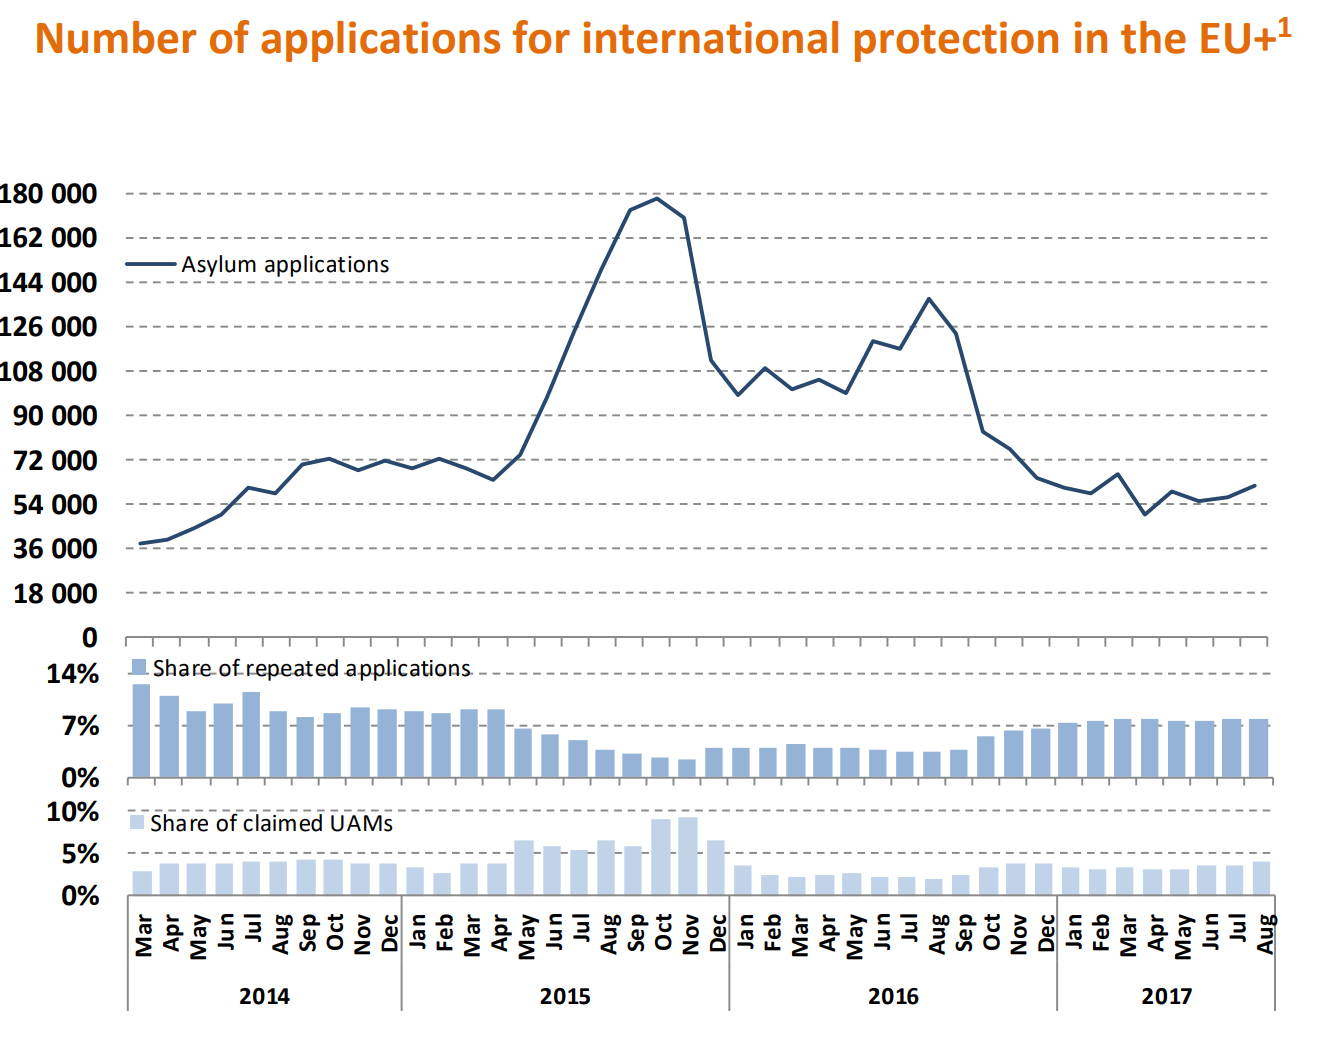 Number of applications for international protection in the EU+1
180 000
162 000
Asylum applications
144 000
126 000
108 000
90 000
72 000
54 000
36 000
18 000
0
14%
Share of repeated applications
7%
0%
10%
Share of claimed UAMs
5%
0%
Mar Apr May Jun Jul Aug Sep Oct Nov Dec Jan Feb Mar Apr May Jun Jul Aug Sep Oct Nov Dec Jan Feb Mar Apr May Jun Jul Aug Sep Oct Nov Dec Jan Feb Mar Apr May Jun Jul Aug
2014 2015 2016 2017